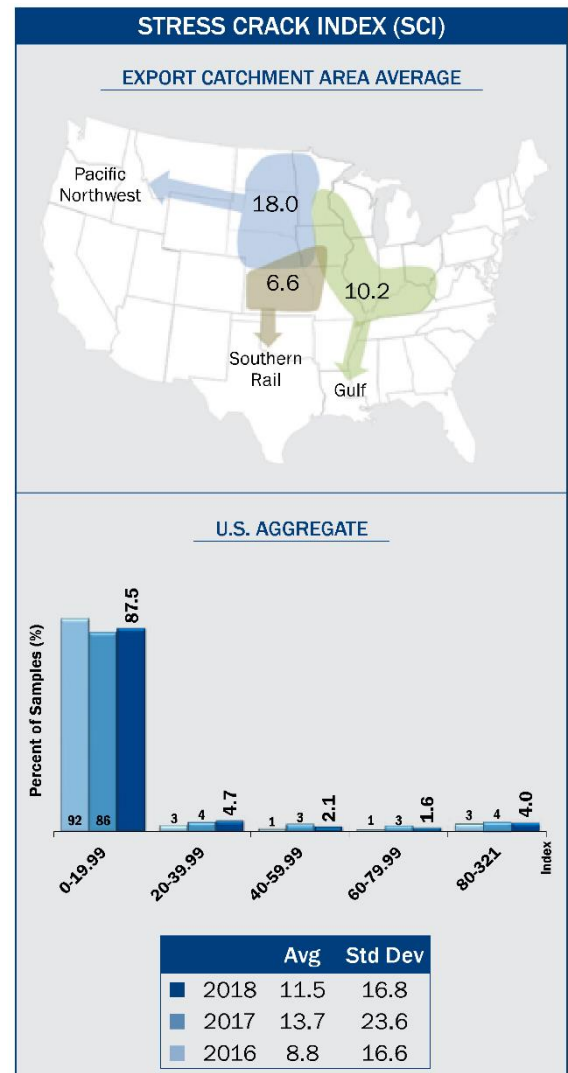 STRESS CRACK INDEX (SCI)
EXPORT CATCHMENT AREA AVERAGE
Pacific
Northwest
18.0
6.6
10.2
Southern
Rail
Gulf
U.S. AGGREGATE
Percent of Samples (%)
92 86 87.5
3 4 4.7
1 3 2.1
1 3 1.6
3 4 4.0
0-19.99 20-39.99 40-59.99 60-79.99 80-321
Index
Avg Std Dev
2018 11.5 16.8
2017 13.7 23.6
2016 8.8 16.6